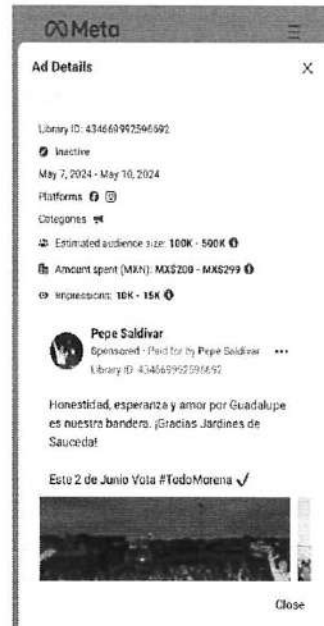 Meta
Ad Details
Library ID: 434669992596692
Inactive
May 7, 2024 - May 10, 2024
Platforms
Categories
Estimated audience size: 100K - 500K
Amount spent (MXN): MX$200 - MX$299
Impressions: 10K - 15K
Pepe Saldivar
Sponsored · Paid for by Pepe Saldivar
Library ID: 434669992596692
Honestidad, esperanza y amor por Guadalupe
es nuestra bandera. ¡Gracias Jardines de
Sauceda!
Este 2 de Junio Vota #TodoMorena ✓
Close